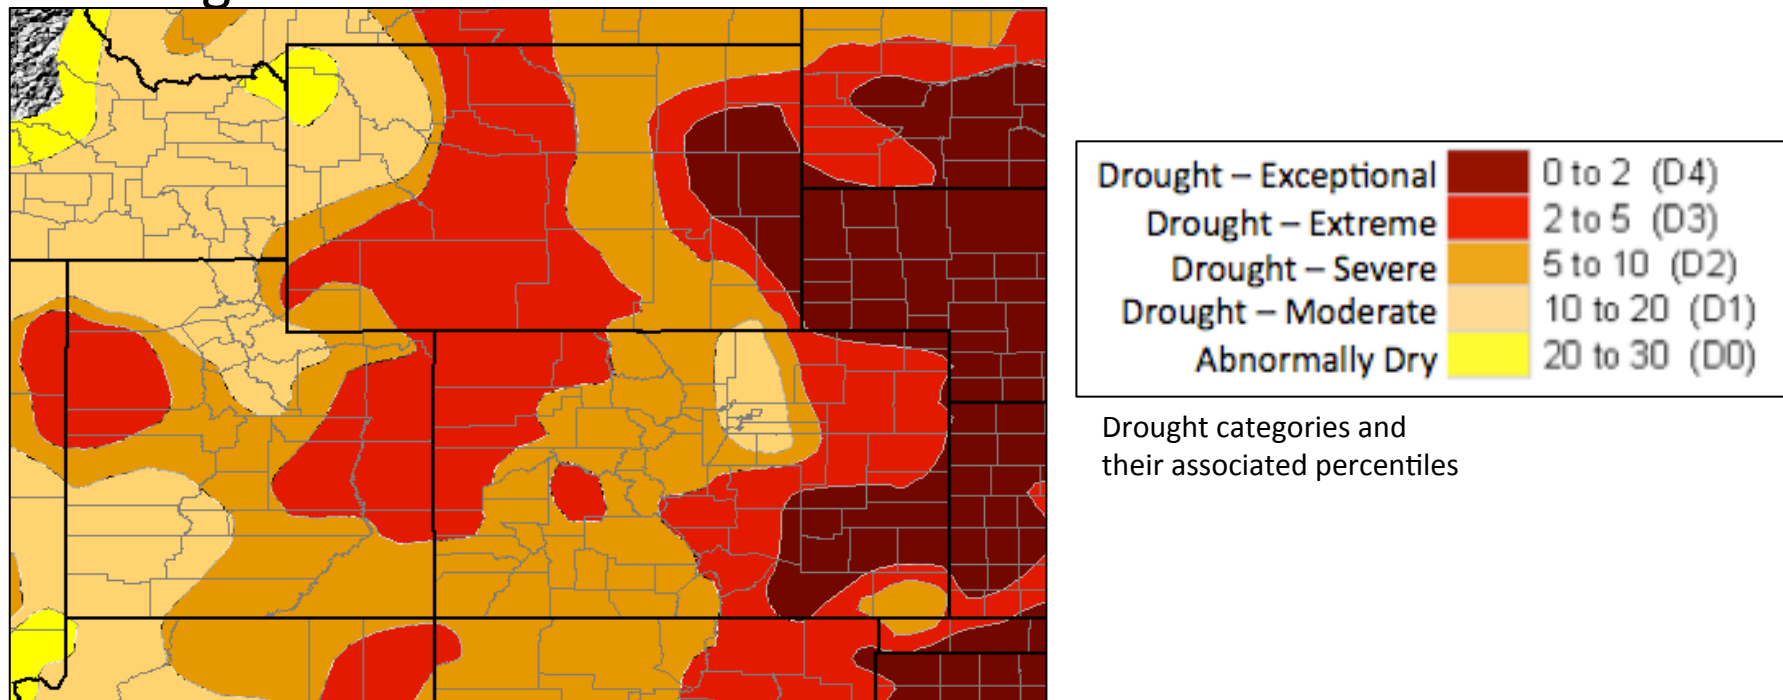 Drought – Exceptional 0 to 2 (D4)
Drought – Extreme 2 to 5 (D3)
Drought – Severe 5 to 10 (D2)
Drought – Moderate 10 to 20 (D1)
Abnormally Dry 20 to 30 (D0)
Drought categories and
their associated percentiles